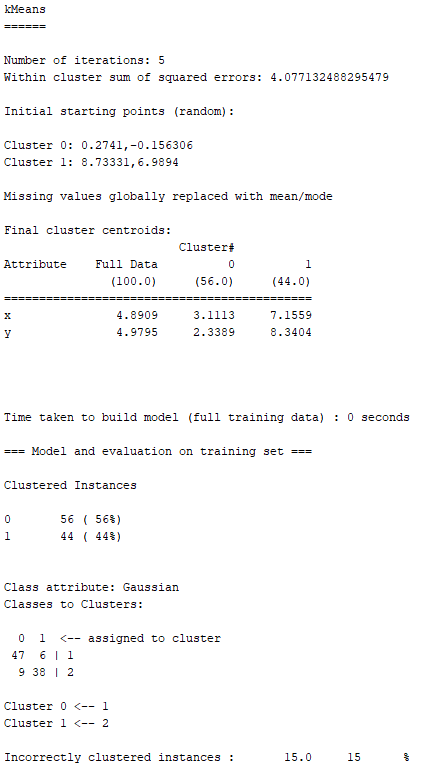 kMeans
======
Number of iterations: 5
Within cluster sum of squared errors: 4.077132488295479
Initial starting points (random):
Cluster 0: 0.2741,-0.156306
Cluster 1: 8.73331,6.9894
Missing values globally replaced with mean/mode
Final cluster centroids:
Cluster#
Attribute    Full Data          0          1
(100.0)     (56.0)     (44.0)
============================================
x               4.8909     3.1113     7.1559
y               4.9795     2.3389     8.3404
Time taken to build model (full training data) : 0 seconds
=== Model and evaluation on training set ===
Clustered Instances
0       56 ( 56%)
1       44 ( 44%)
Class attribute: Gaussian
Classes to Clusters:
0  1  <-- assigned to cluster
47  6 | 1
9 38 | 2
Cluster 0 <-- 1
Cluster 1 <-- 2
Incorrectly clustered instances :       15.0     15      %